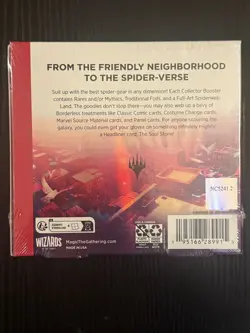 FROM THE FRIENDLY NEIGHBORHOOD
TO THE SPIDER-VERSE
Suit up with the best spider-gear in any dimension! Each Collector Booster
contains Rares and/or Mythics, Traditional Foils, and a Full-Art Spiderweb
Land. The goodies don't stop there—you may also web up a bevy of
Borderless treatments like Classic Comic cards, Costume Change cards,
Marvel Source Material cards, and Panel cards. For anyone scouring the
galaxy, you could even get your gloves on something infinitely mighty:
a Headliner card, The Soul Stone!
NC5241.2
WIZARDS
MagicTheGathering.com
MADE IN USA
95166 28991